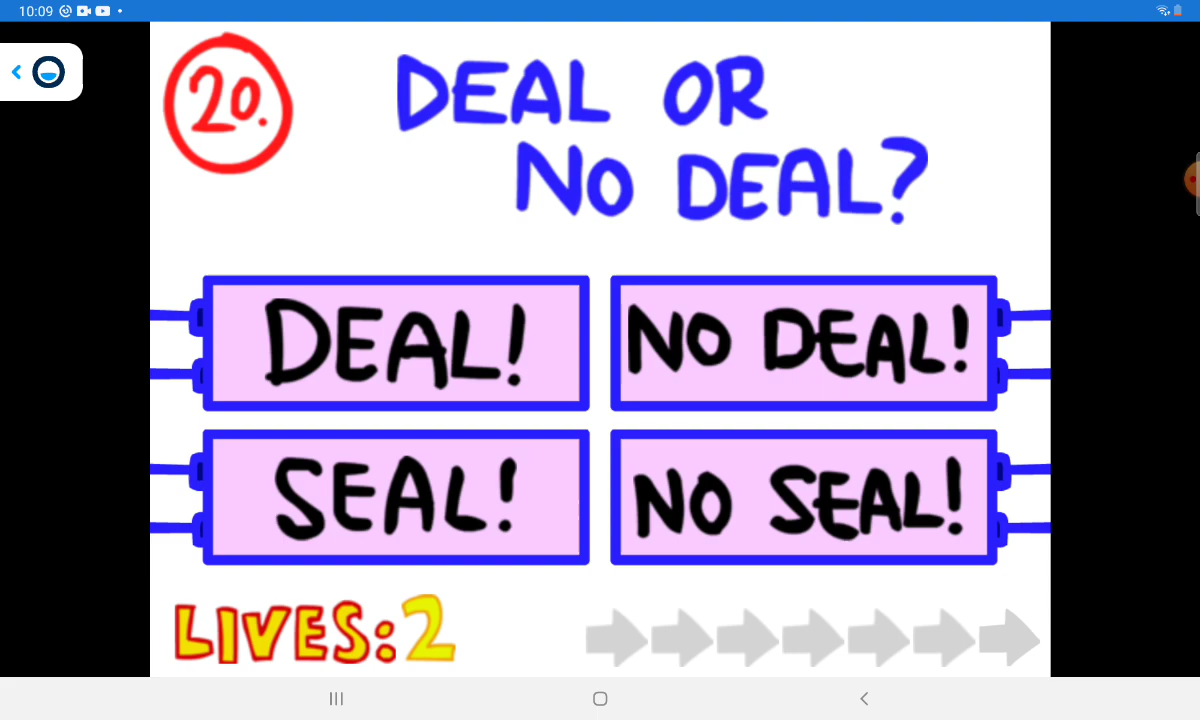 10:09
20.
DEAL OR
NO DEAL?
DEAL!
NO DEAL!
SEAL!
NO SEAL!
LIVES:2